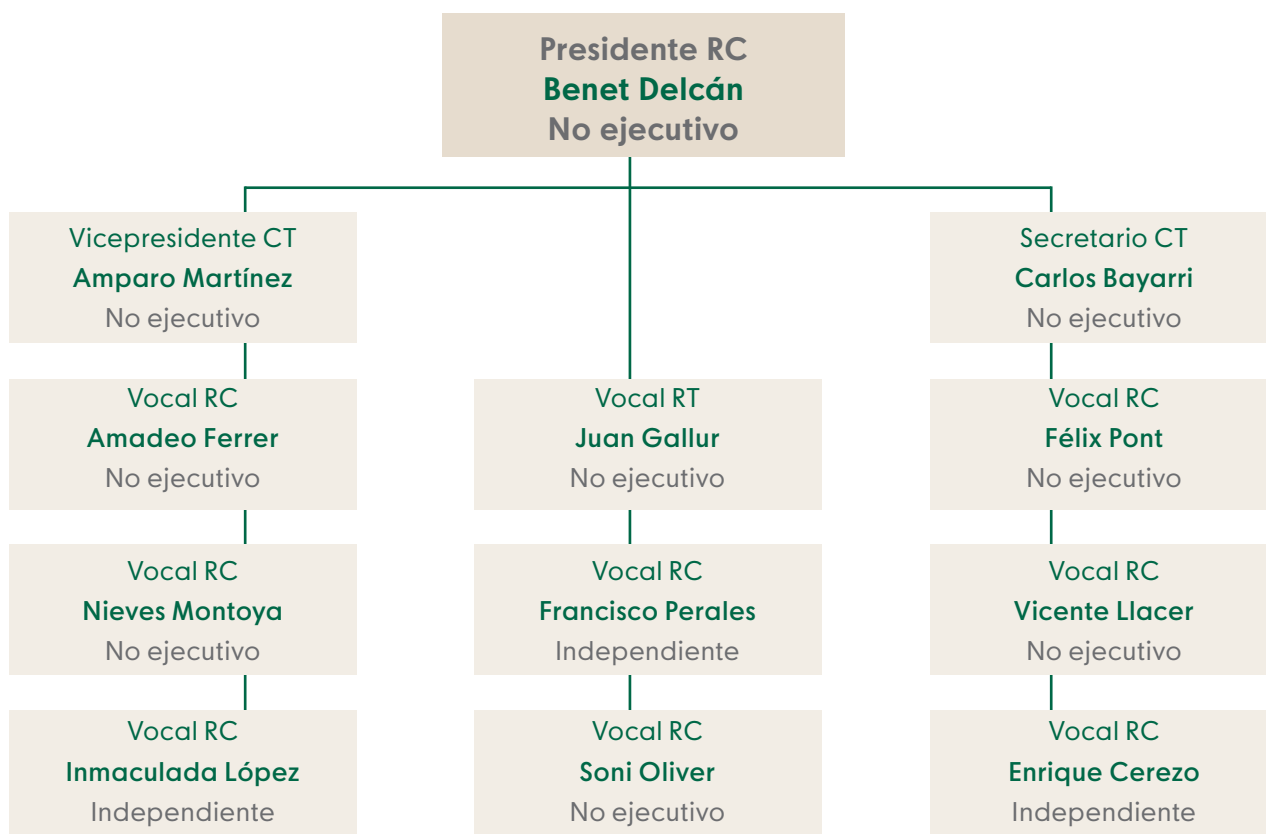 Presidente RC
Benet Delcán
No ejecutivo
Vicepresidente CT
Amparo Martínez
No ejecutivo
Secretario CT
Carlos Bayarri
No ejecutivo
Vocal RC
Amadeo Ferrer
No ejecutivo
Vocal RT
Juan Gallur
No ejecutivo
Vocal RC
Félix Pont
No ejecutivo
Vocal RC
Nieves Montoya
No ejecutivo
Vocal RC
Francisco Perales
Independiente
Vocal RC
Vicente Llacer
No ejecutivo
Vocal RC
Inmaculada López
Independiente
Vocal RC
Soni Oliver
No ejecutivo
Vocal RC
Enrique Cerezo
Independiente